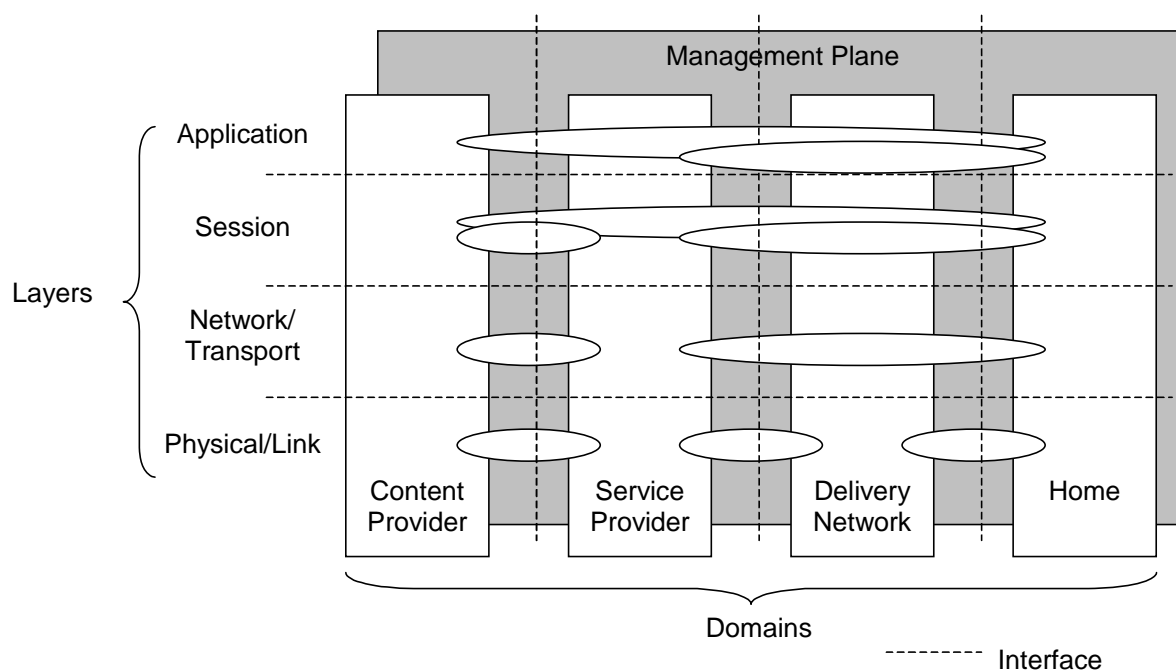 Management Plane
Application
Session
Layers
Network/
Transport
Physical/Link
Content
Provider
Service
Provider
Delivery
Network
Home
Domains
Interface